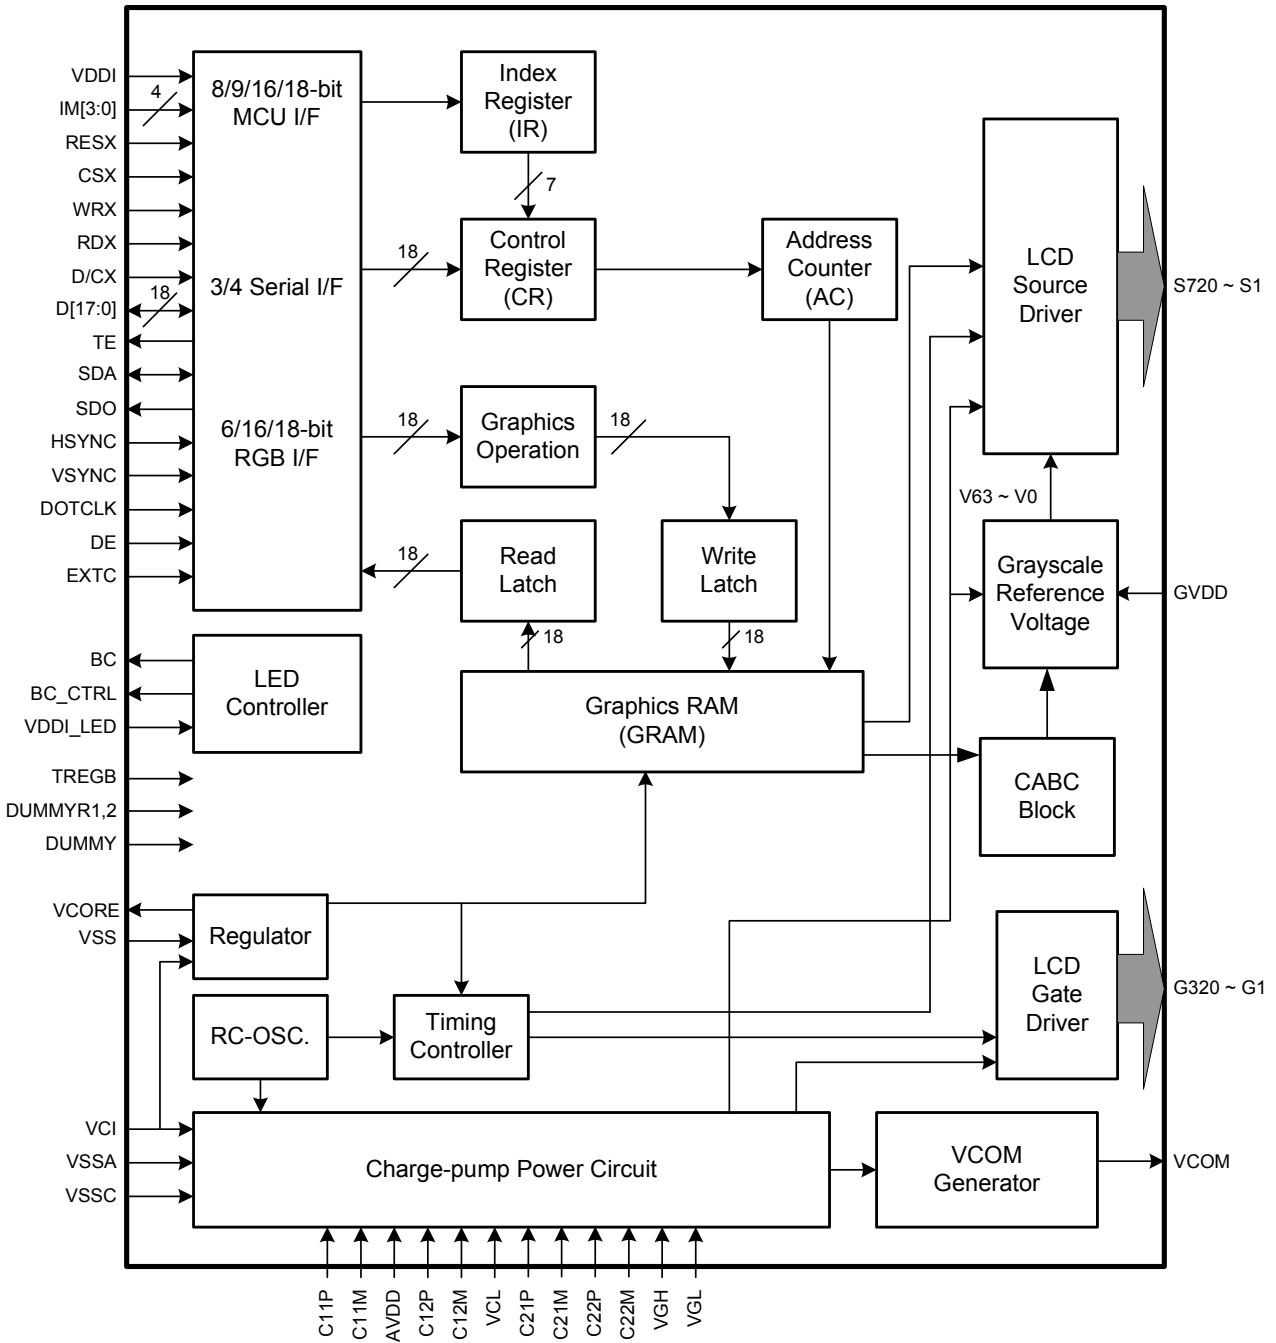 VDDI
IM[3:0]
4
RESX
CSX
WRX
RDX
D/CX
D[17:0]
18
TE
SDA
SDO
HSYNC
VSYNC
DOTCLK
DE
EXTC
8/9/16/18-bit
MCU I/F
3/4 Serial I/F
6/16/18-bit
RGB I/F
Index
Register
(IR)
7
18
Control
Register
(CR)
Address
Counter
(AC)
18
Graphics
Operation
18
18
Read
Latch
Write
Latch
18
18
Graphics RAM
(GRAM)
LCD
Source
Driver
S720 ~ S1
V63 ~ V0
Grayscale
Reference
Voltage
GVDD
CABC
Block
BC
BC_CTRL
VDDI_LED
LED
Controller
TREGB
DUMMYR1,2
DUMMY
VCORE
VSS
Regulator
RC-OSC.
Timing
Controller
LCD
Gate
Driver
G320 ~ G1
VCI
VSSA
VSSC
Charge-pump Power Circuit
VCOM
Generator
VCOM
C11P
C11M
AVDD
C12P
C12M
VCL
C21P
C21M
C22P
C22M
VGH
VGL